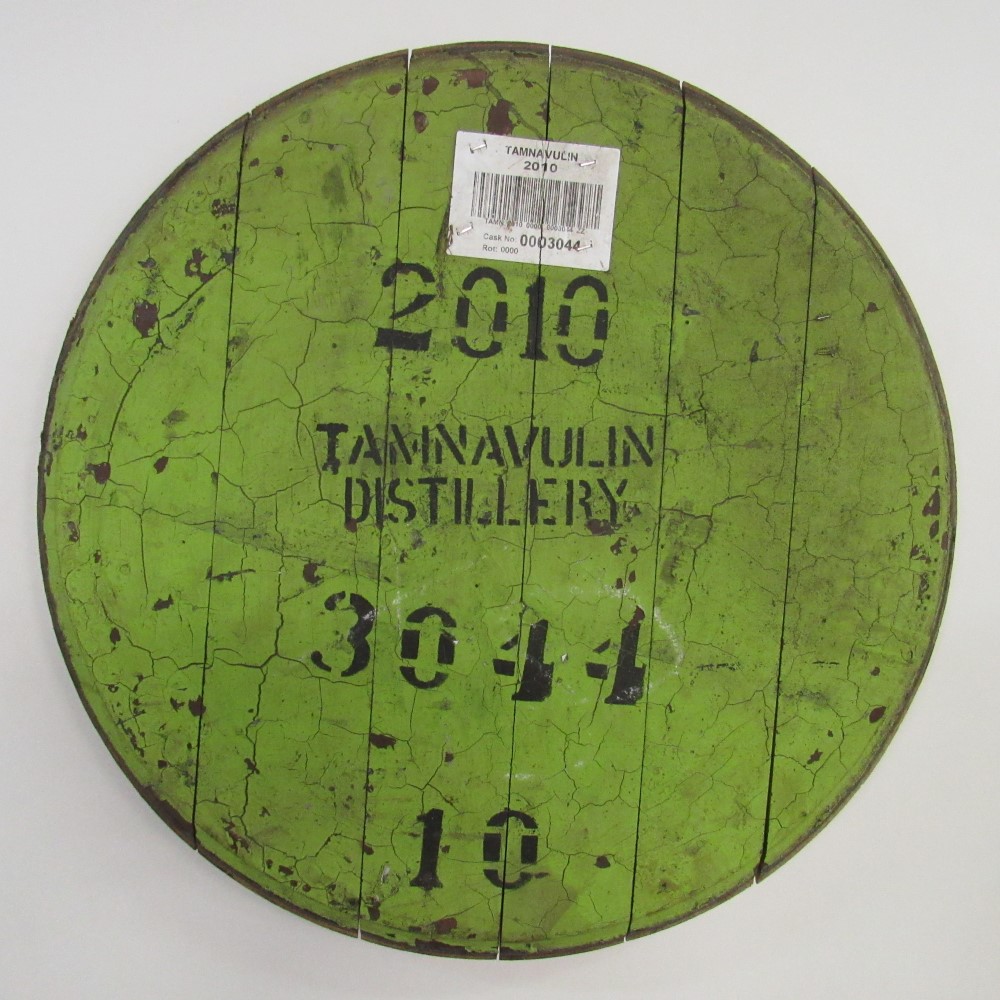 TAMNAVULIN
2010
Cask No: 0003044
Rot: 0000
2010
TAMNAVULIN
DISTILLERY
3044
10